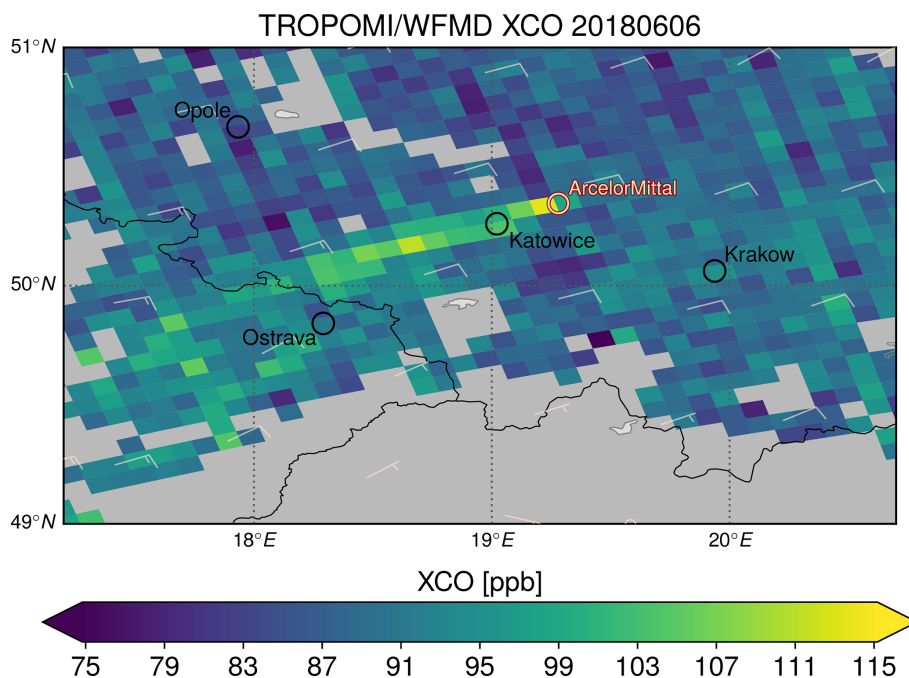 TROPOMI/WFMD XCO 20180606
51°N
Opole
ArcelorMittal
Katowice
Krakow
50°N
Ostrava
49°N
18°E 19°E 20°E
XCO [ppb]
75 79 83 87 91 95 99 103 107 111 115